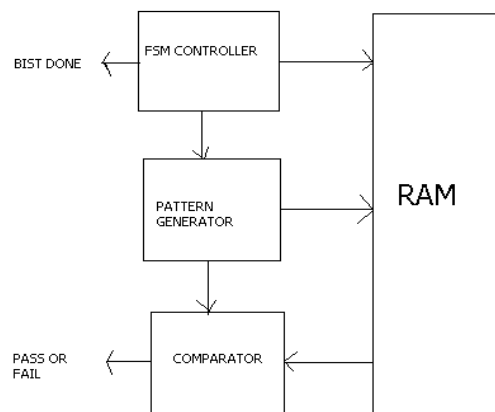 FSM CONTROLLER
BIST DONE
PATTERN
GENERATOR
RAM
PASS OR
FAIL
COMPARATOR